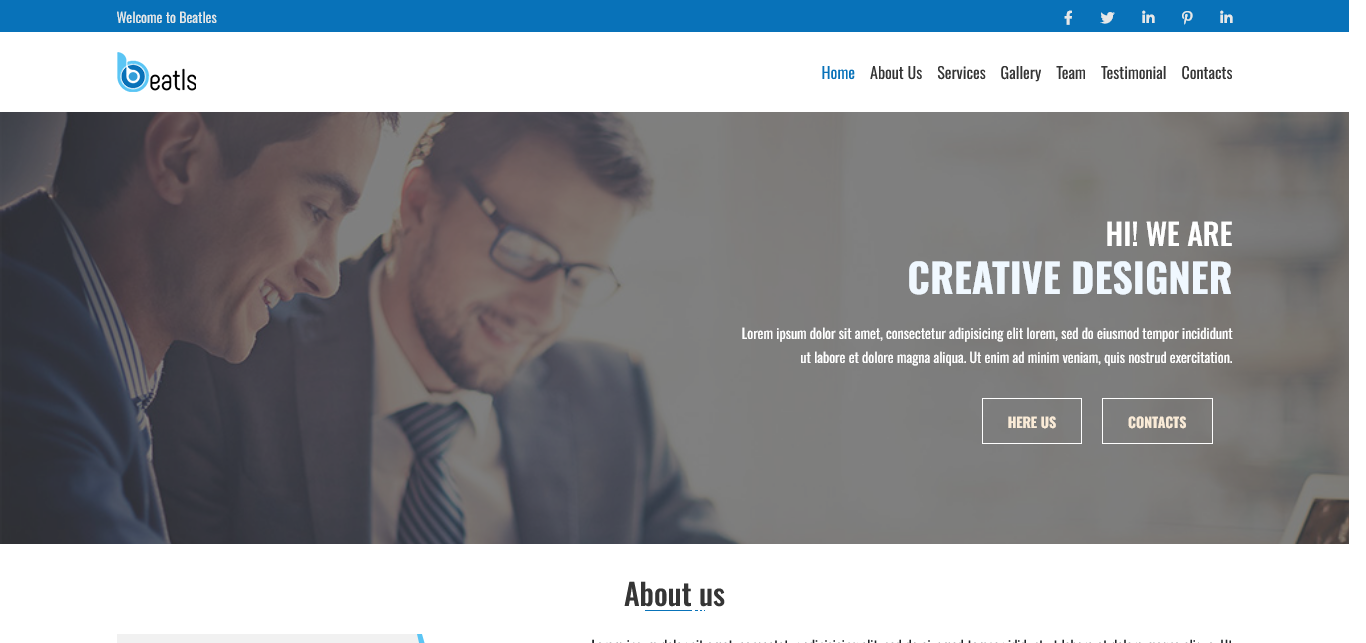 Welcome to Beatles
beatls
Home About Us Services Gallery Team Testimonial Contacts
HI! WE ARE
CREATIVE DESIGNER
Lorem ipsum dolor sit amet, consectetur adipisicing elit lorem, sed do eiusmod tempor incididunt
ut labore et dolore magna aliqua. Ut enim ad minim veniam, quis nostrud exercitation.
HERE US CONTACTS
About us